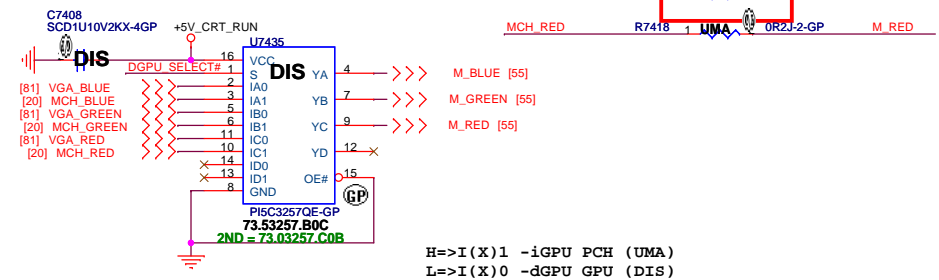 C7408
SCD1U10V2KX-4GP
+5V_CRT_RUN
DIS
U7435
DIS
DGPU_SELECT#
16 VCC
1 S
2 IA0
3 IA1
5 IB0
6 IB1
11 IC0
10 IC1
14 ID0
13 ID1
8 GND
YA 4
YB 7
YC 9
YD 12
OE# 15
[81] VGA_BLUE
[20] MCH_BLUE
[81] VGA_GREEN
[20] MCH_GREEN
[81] VGA_RED
[20] MCH_RED
M_BLUE [55]
M_GREEN [55]
M_RED [55]
GP
PI5C3257QE-GP
73.53257.B0C
2ND = 73.03257.C0B
MCH_RED R7418 1 UMA 0R2J-2-GP M_RED
H=>I(X)1 -iGPU PCH (UMA)
L=>I(X)0 -dGPU GPU (DIS)